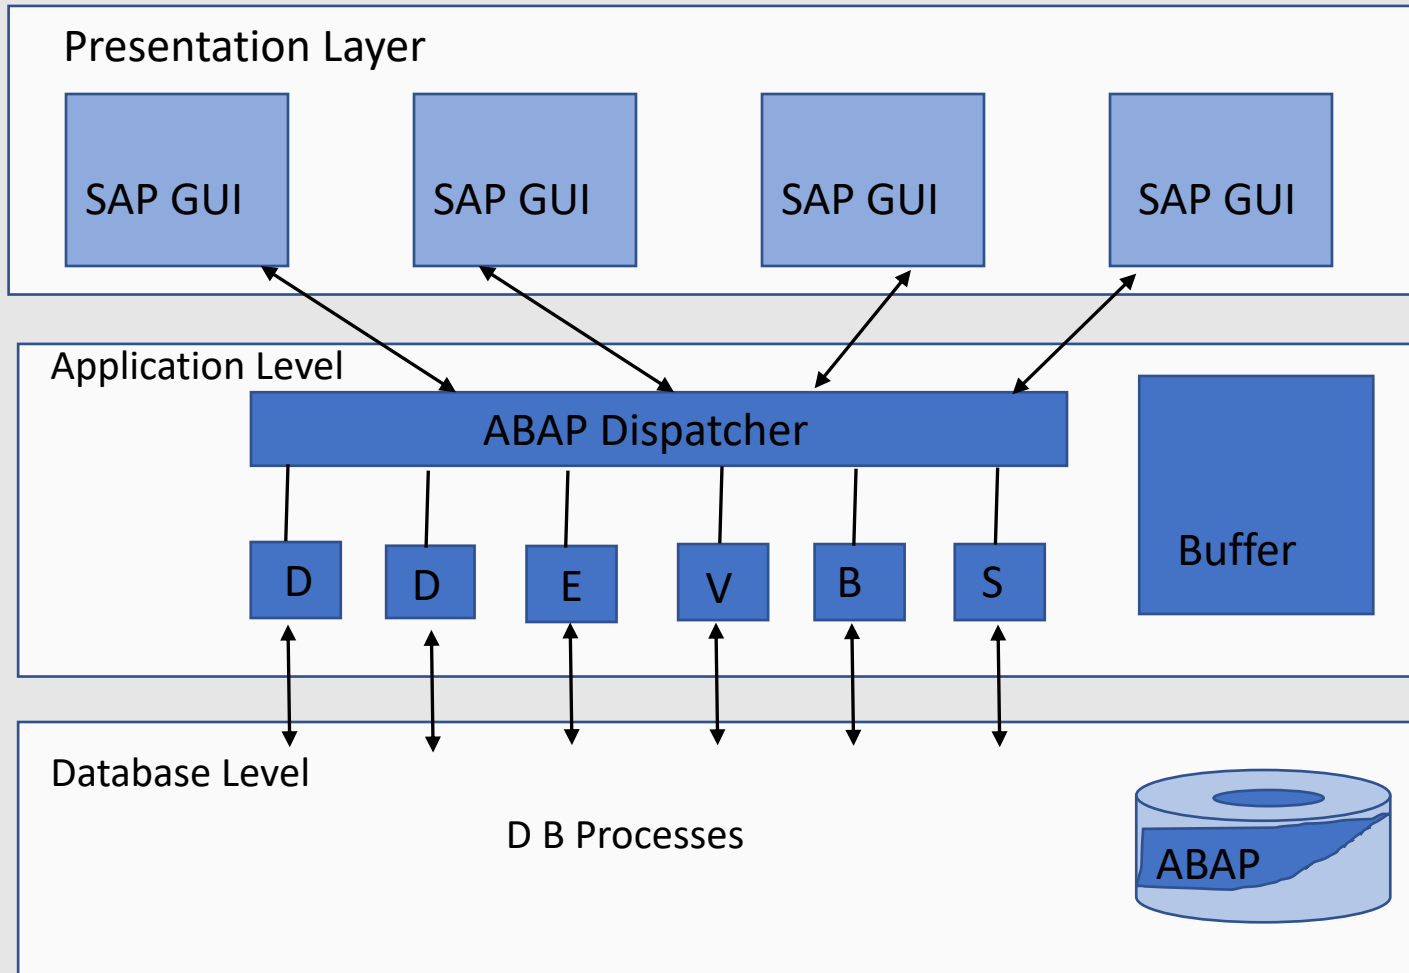 Presentation Layer
SAP GUI
SAP GUI
SAP GUI
SAP GUI
Application Level
ABAP Dispatcher
Buffer
D
D
E
V
B
S
Database Level
D B Processes
ABAP